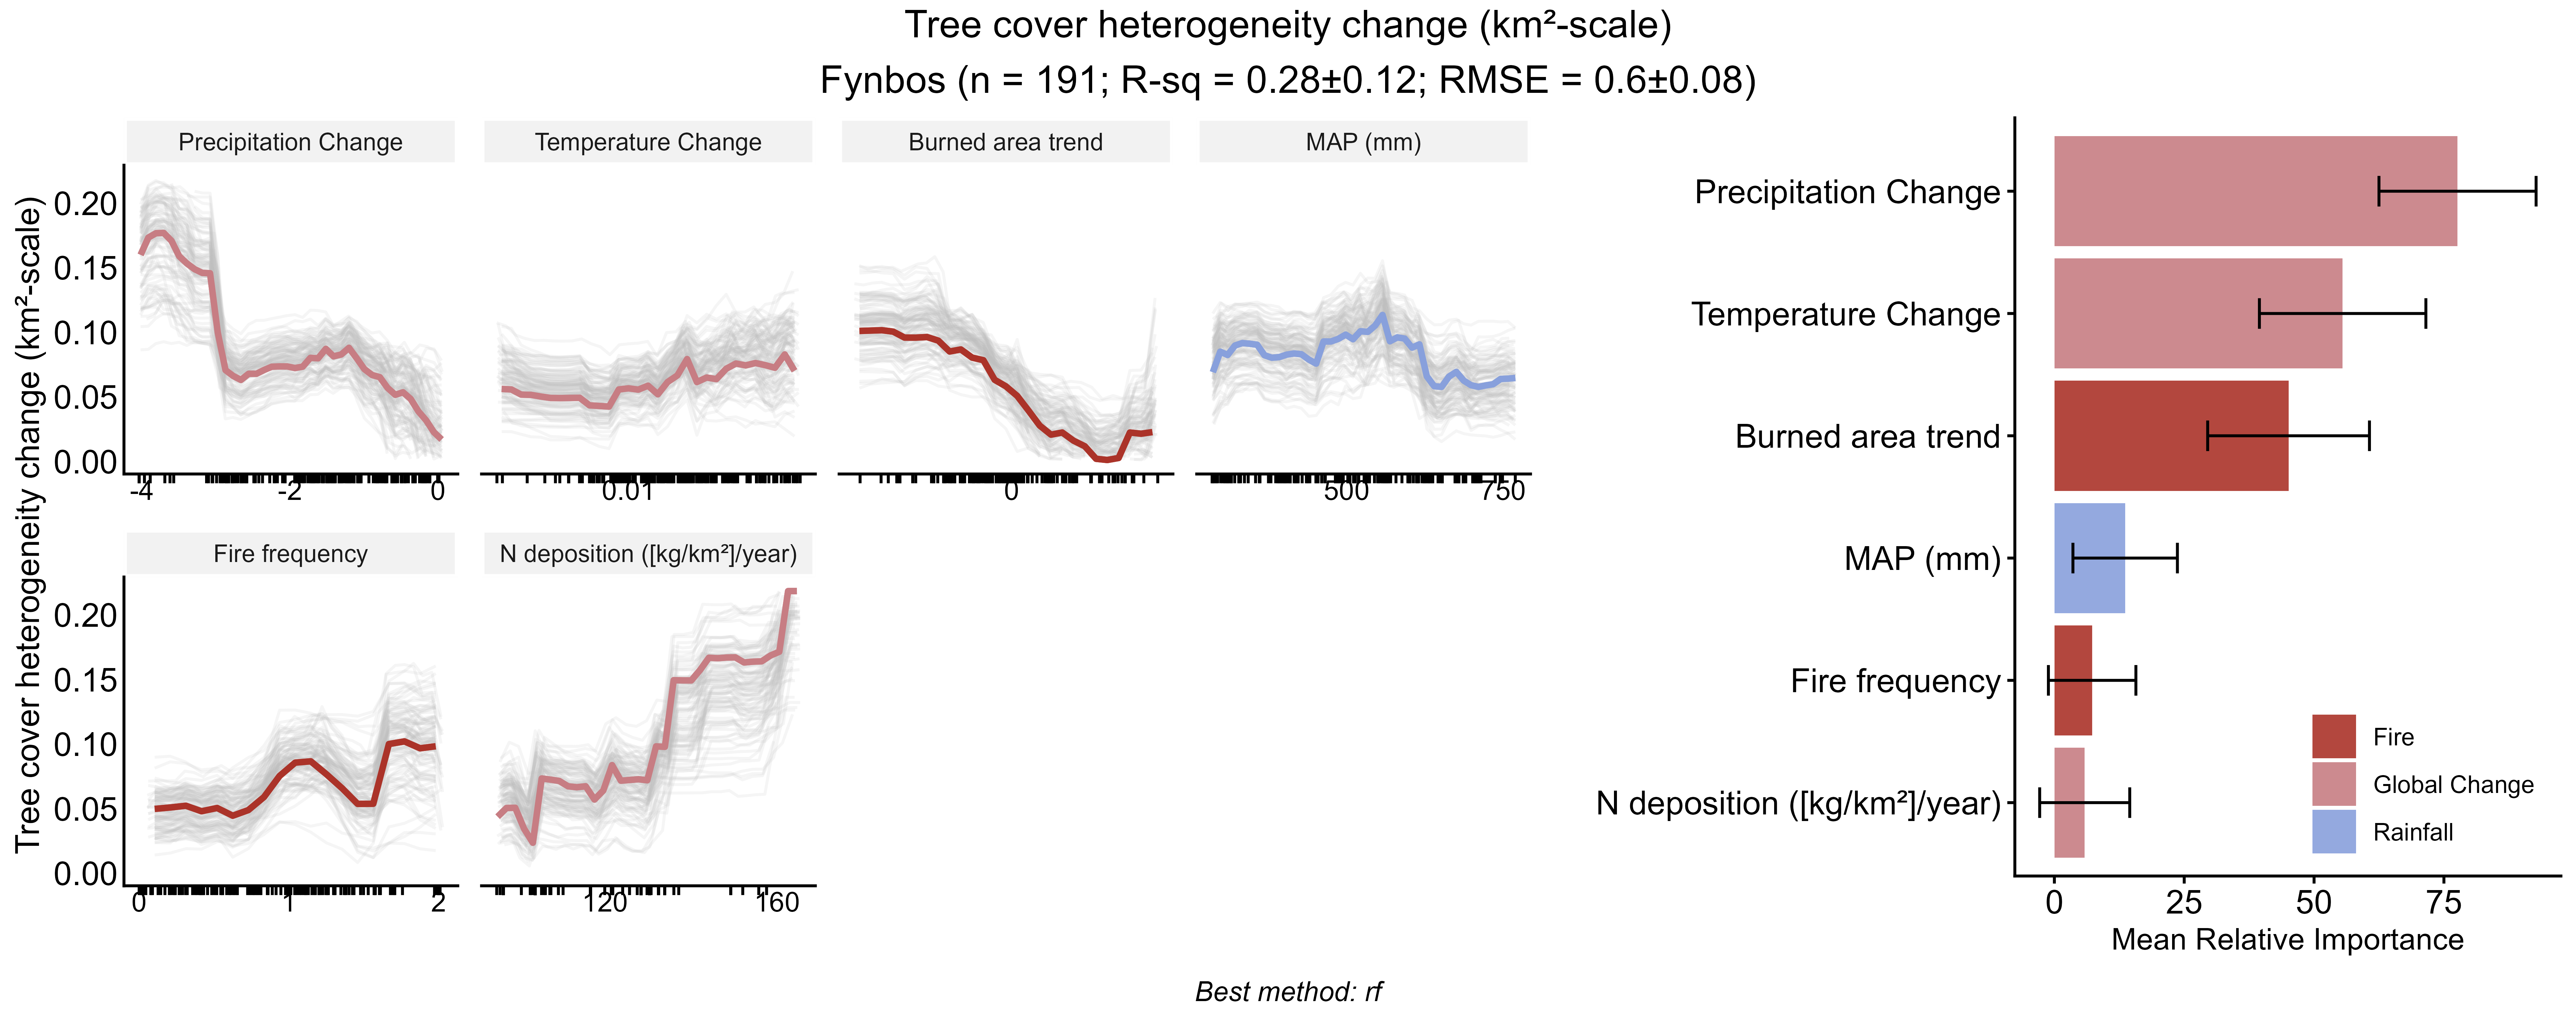 Tree cover heterogeneity change (km²-scale)
Fynbos (n = 191; R-sq = 0.28±0.12; RMSE = 0.6±0.08)
Tree cover heterogeneity change (km²-scale)
Precipitation Change
Temperature Change
Burned area trend
MAP (mm)
0.20
0.15
0.10
0.05
0.00
-4
-2
0
0.01
0
500
750
Fire frequency
N deposition ([kg/km²]/year)
0.20
0.15
0.10
0.05
0.00
0
1
2
120
160
Precipitation Change
Temperature Change
Burned area trend
MAP (mm)
Fire frequency
N deposition ([kg/km²]/year)
Fire
Global Change
Rainfall
0
25
50
75
Mean Relative Importance
Best method: rf